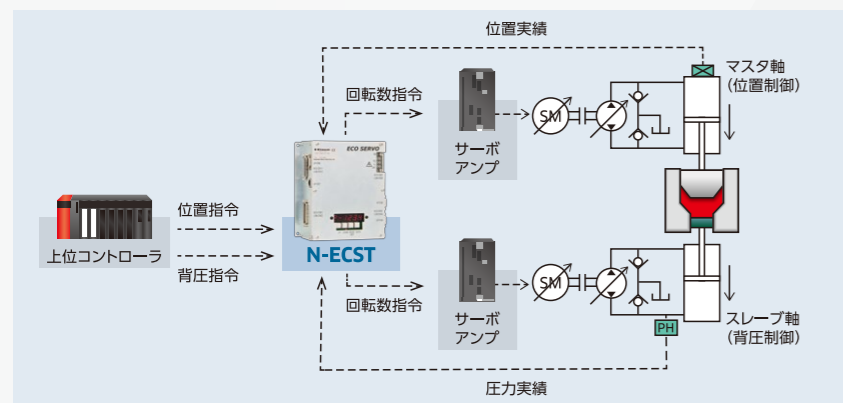 位置実績
マスタ軸
(位置制御)
回転数指令
サーボ
アンプ
SM
ECO SERVO
位置指令
上位コントローラ
背圧指令
N-ECST
回転数指令
サーボ
アンプ
SM
PH
スレーブ軸
(背圧制御)
圧力実績